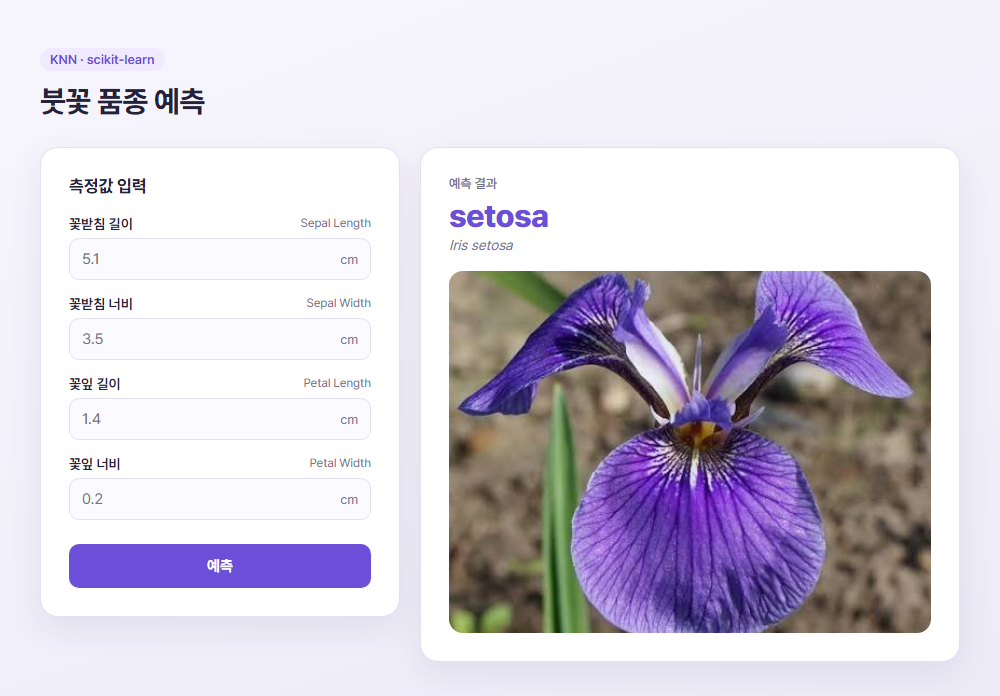 KNN · scikit-learn
붓꽃 품종 예측
측정값 입력
꽃받침 길이 Sepal Length
5.1 cm
꽃받침 너비 Sepal Width
3.5 cm
꽃잎 길이 Petal Length
1.4 cm
꽃잎 너비 Petal Width
0.2 cm
예측
예측 결과
setosa
Iris setosa